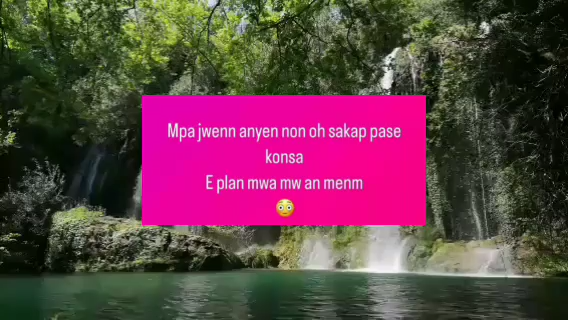 Mpa jwenn anyen non oh sakap pase
konsa
E plan mwa mw an menm
😳